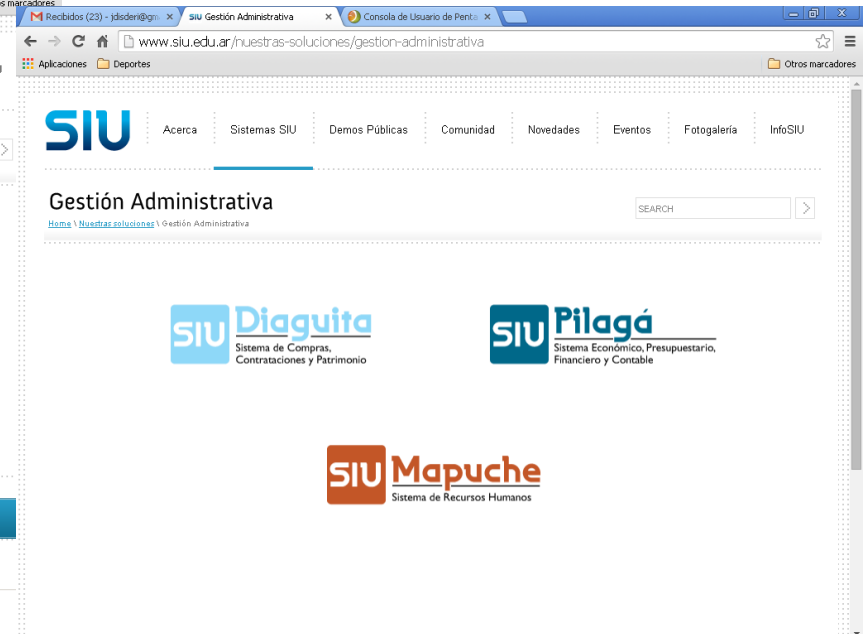 os marcadores
Recibidos (23) - jdisderi@gm
SIU Gestión Administrativa
Consola de Usuario de Penta
www.siu.edu.ar/nuestras-soluciones/gestion-administrativa
Aplicaciones Deportes Otros marcadores
SIU Acerca Sistemas SIU Demos Públicas Comunidad Novedades Eventos Fotogalería InfoSIU
Gestión Administrativa
SEARCH
Home \ Nuestras soluciones \ Gestión Administrativa
SIU Diaguita
Sistema de Compras,
Contrataciones y Patrimonio
SIU Pilagá
Sistema Económico, Presupuestario,
Financiero y Contable
SIU Mapuche
Sistema de Recursos Humanos